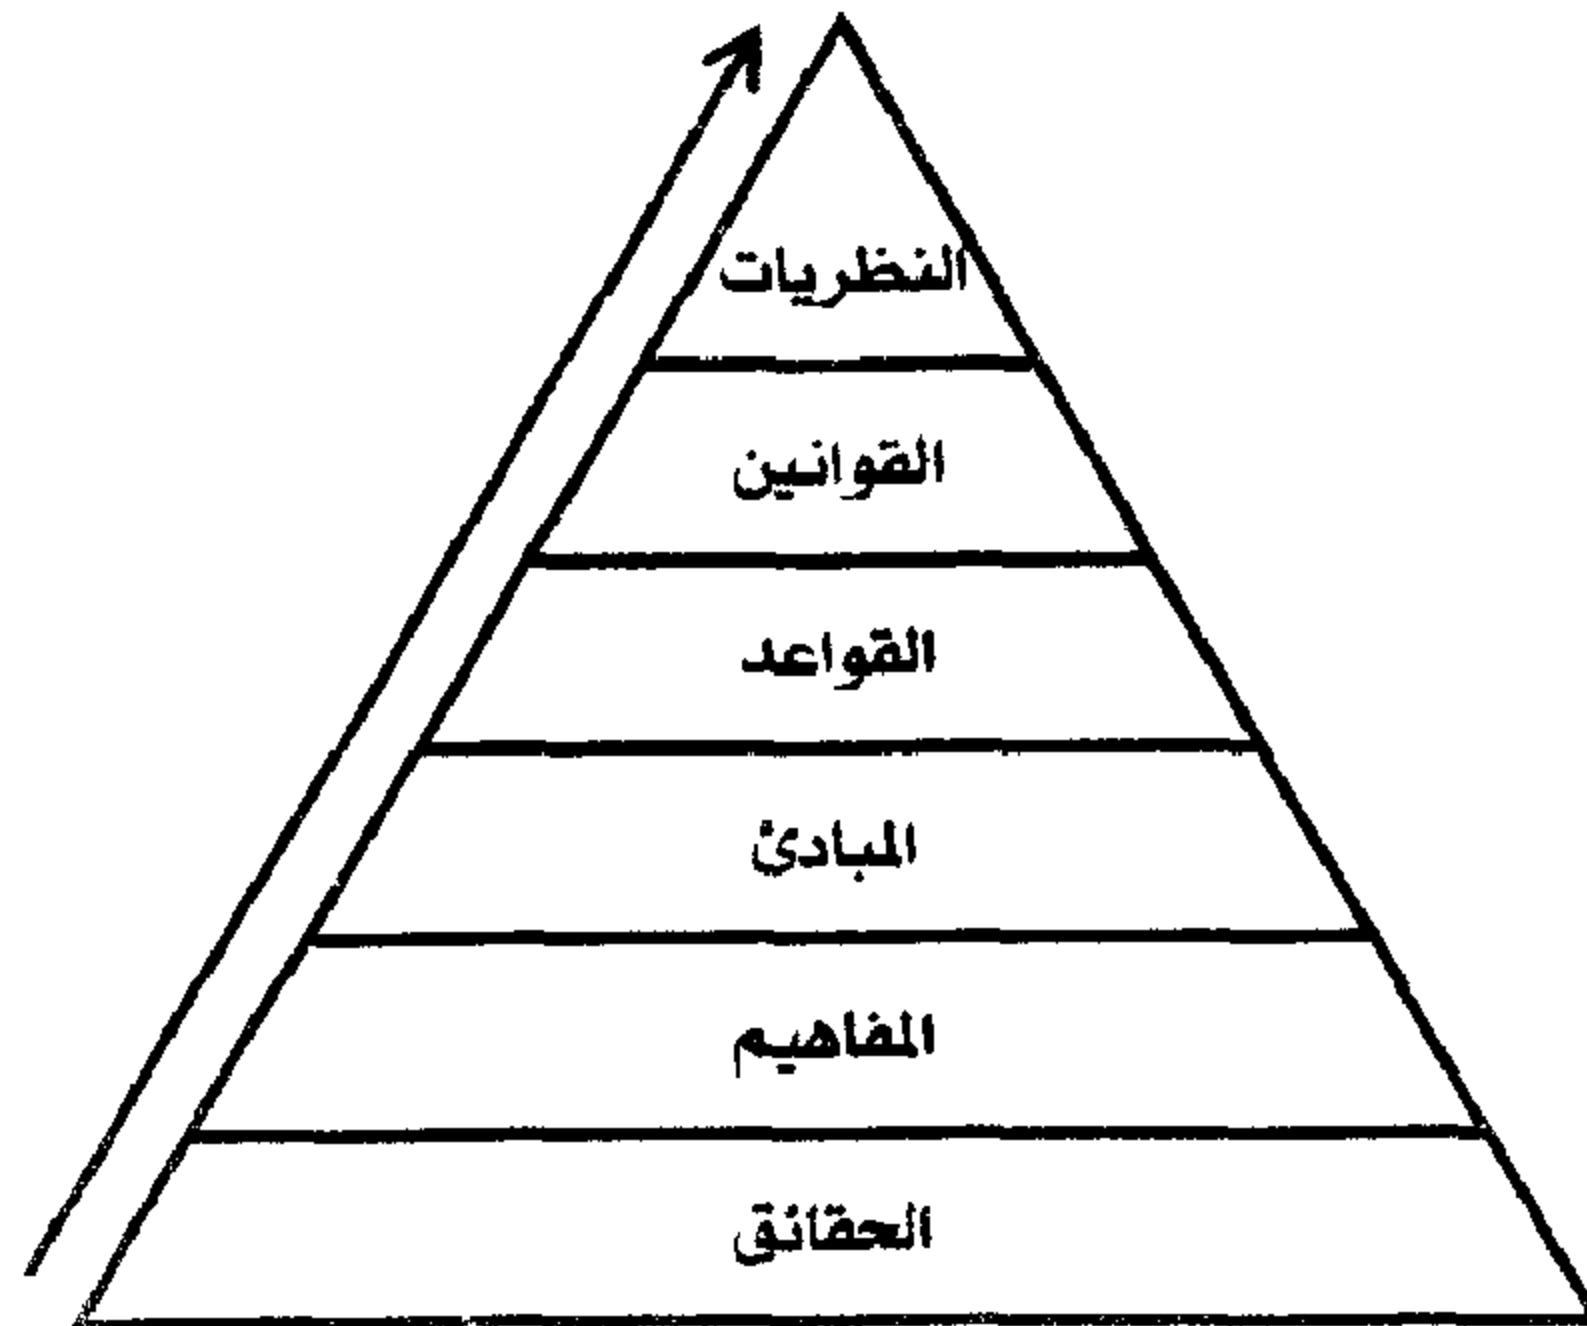 النظريات
القوانين
القواعد
المبادئ
المفاهيم
الحقائق